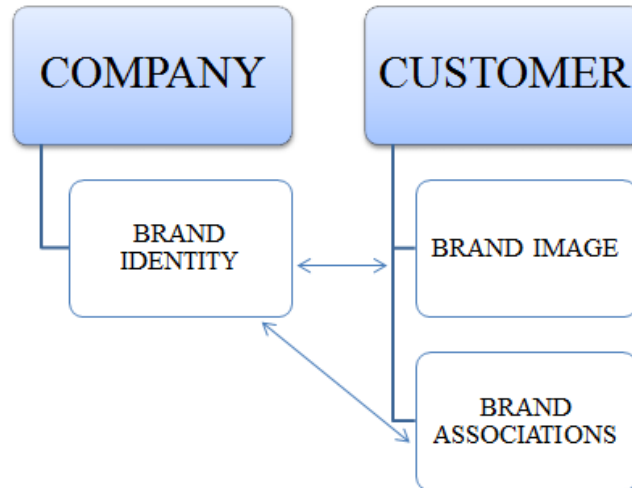 COMPANY
CUSTOMER
BRAND
IDENTITY
BRAND IMAGE
BRAND
ASSOCIATIONS